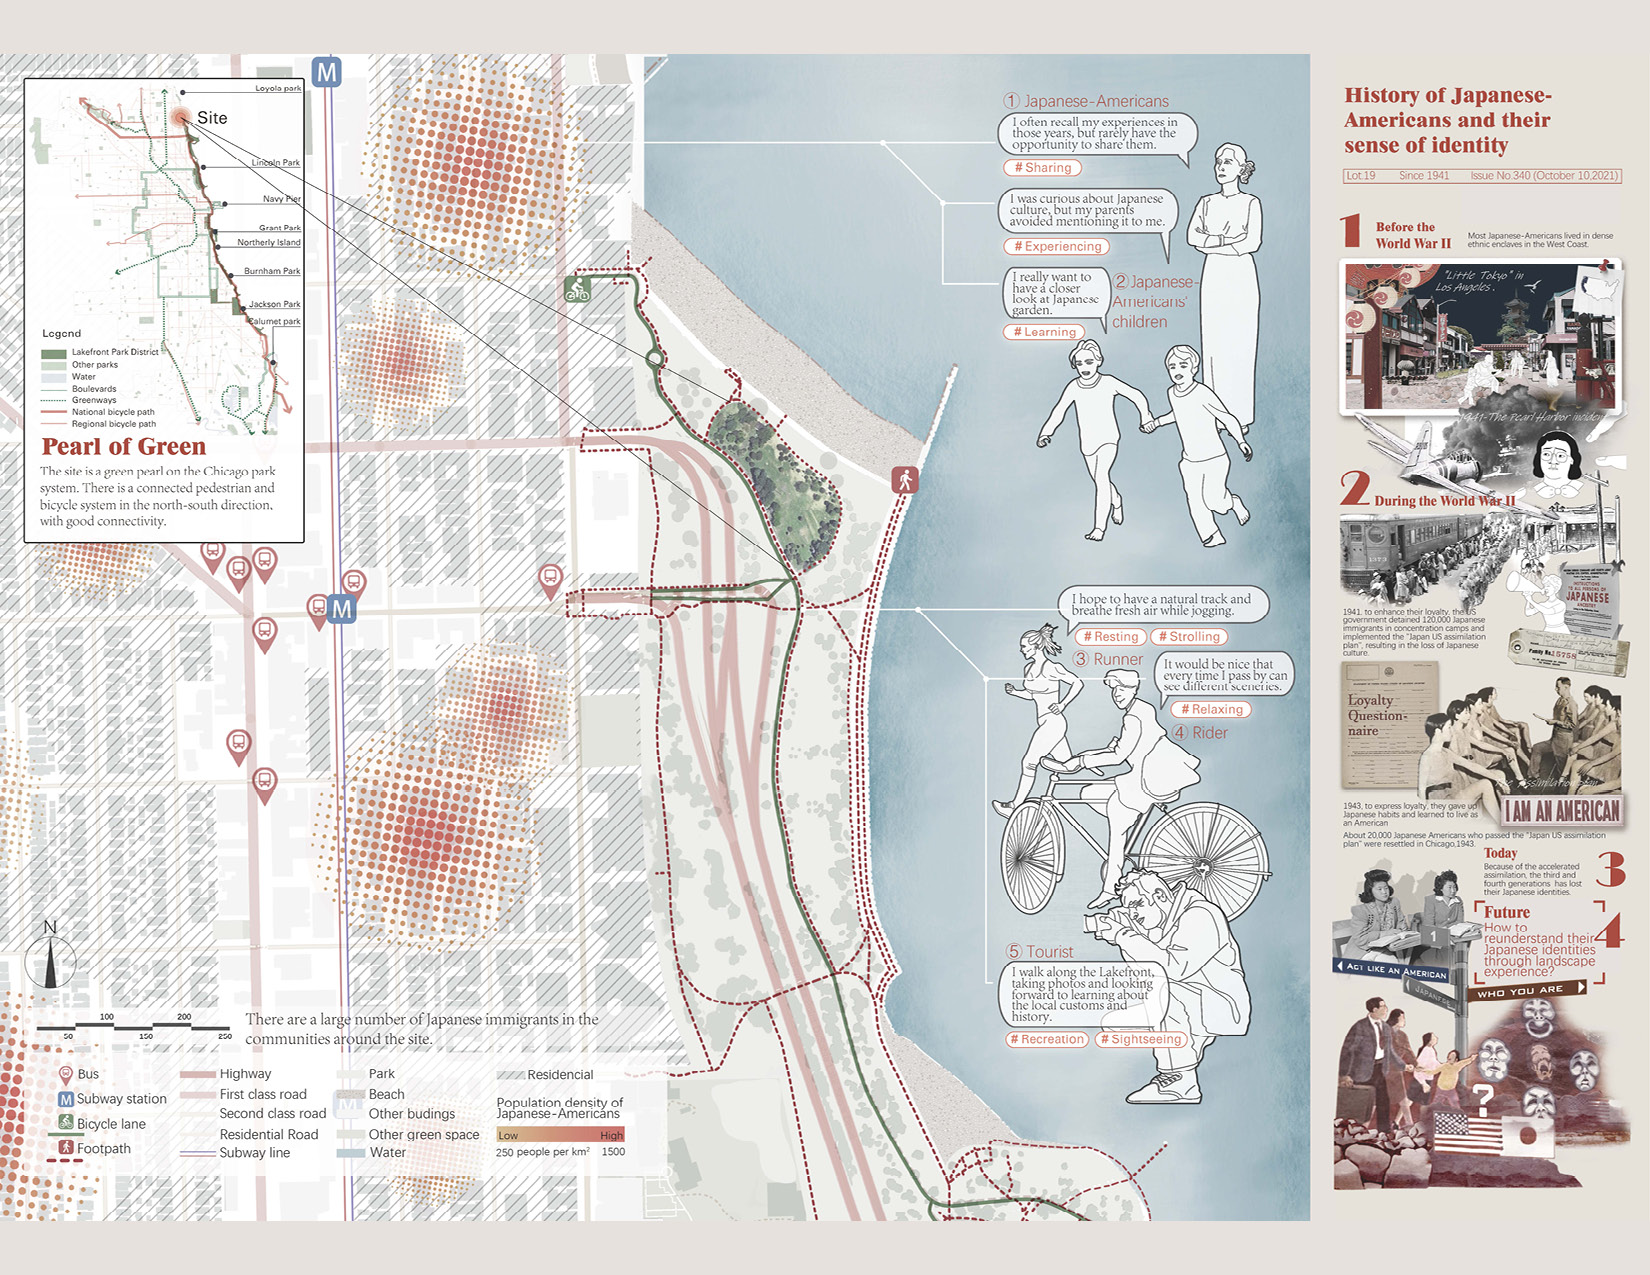 M
Loyola park
Site
Lincoln Park
Navy Pier
Grant Park
Northerly Island
Burnham Park
Jackson Park
Calumet park
Legend
Lakefront Park District
Other parks
Water
Boulevards
Greenways
National bicycle path
Regional bicycle path
Pearl of Green
The site is a green pearl on the Chicago park
system. There is a connected pedestrian and
bicycle system in the north-south direction,
with good connectivity.
M
N
100 200
50 150 250
There are a large number of Japanese immigrants in the
communities around the site.
Bus
M Subway station
Bicycle lane
Footpath
Highway
First class road
Second class road
Residential Road
Subway line
Park
Beach
M
Other budings
Other green space
Water
Residencial
Population density of
Japanese-Americans
Low High
250 people per km² 1500
① Japanese-Americans
I often recall my experiences in
those years, but rarely have the
opportunity to share them.
# Sharing
I was curious about Japanese
culture, but my parents
avoided mentioning it to me.
# Experiencing
I really want to
have a closer
look at Japanese
garden.
# Learning
② Japanese-
Americans'
children
I hope to have a natural track and
breathe fresh air while jogging.
# Resting # Strolling
③ Runner
It would be nice that
every time I pass by can
see different sceneries.
# Relaxing
④ Rider
⑤ Tourist
I walk along the Lakefront,
taking photos and looking
forward to learning about
the local customs and
history.
# Recreation # Sightseeing
History of Japanese-
Americans and their
sense of identity
Lot.19 Since 1941 Issue No.340 (October 10,2021)
1 Before the
World War II
Most Japanese-Americans lived in dense
ethnic enclaves in the West Coast.
"Little Tokyo" in
Los Angeles.
1941-The Pearl Harbor incident
2 During the World War II
INSTRUCTIONS
TO ALL PERSONS OF
JAPANESE
ANCESTRY
Family No. 15758
1941, to enhance their loyalty, the US
government detained 120,000 Japanese
immigrants in concentration camps and
implemented the "Japan US assimilation
plan", resulting in the loss of Japanese
culture.
Loyalty
Question-
naire
assimilation plan
I AM AN AMERICAN
1943, to express loyalty, they gave up
Japanese habits and learned to live as
an American
About 20,000 Japanese Americans who passed the "Japan US assimilation
plan" were resettled in Chicago,1943.
Today
3
Because of the accelerated
assimilation, the third and
fourth generations has lost
their Japanese identities.
Future
4
How to
reunderstand their
Japanese identities
through landscape
experience?
1
ACT LIKE AN AMERICAN
JAPANESE
WHO YOU ARE
?